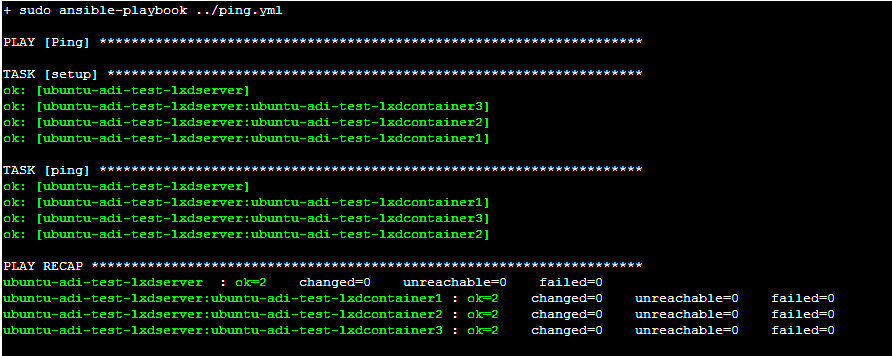 + sudo ansible-playbook ../ping.yml
PLAY [Ping] *******************************************************************
TASK [setup] ******************************************************************
ok: [ubuntu-adi-test-lxdserver]
ok: [ubuntu-adi-test-lxdserver:ubuntu-adi-test-lxdcontainer3]
ok: [ubuntu-adi-test-lxdserver:ubuntu-adi-test-lxdcontainer2]
ok: [ubuntu-adi-test-lxdserver:ubuntu-adi-test-lxdcontainer1]
TASK [ping] *******************************************************************
ok: [ubuntu-adi-test-lxdserver]
ok: [ubuntu-adi-test-lxdserver:ubuntu-adi-test-lxdcontainer1]
ok: [ubuntu-adi-test-lxdserver:ubuntu-adi-test-lxdcontainer3]
ok: [ubuntu-adi-test-lxdserver:ubuntu-adi-test-lxdcontainer2]
PLAY RECAP ********************************************************************
ubuntu-adi-test-lxdserver  : ok=2    changed=0    unreachable=0    failed=0
ubuntu-adi-test-lxdserver:ubuntu-adi-test-lxdcontainer1 : ok=2    changed=0    unreachable=0    failed=0
ubuntu-adi-test-lxdserver:ubuntu-adi-test-lxdcontainer2 : ok=2    changed=0    unreachable=0    failed=0
ubuntu-adi-test-lxdserver:ubuntu-adi-test-lxdcontainer3 : ok=2    changed=0    unreachable=0    failed=0